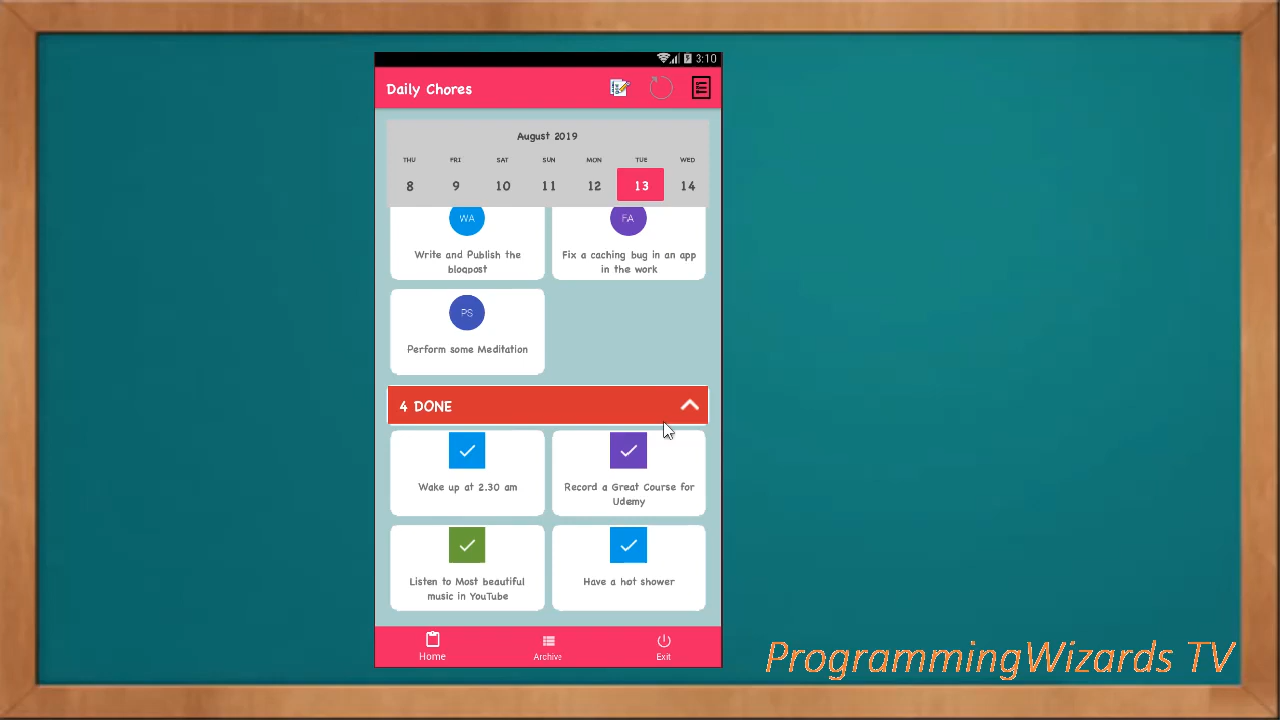 3:10
Daily Chores
August 2019
THU FRI SAT SUN MON TUE WED
8 9 10 11 12 13 14
WA
Write and Publish the
blogpost
FA
Fix a caching bug in an app
in the work
PS
Perform some Meditation
4 DONE
Wake up at 2.30 am
Record a Great Course for
Udemy
Listen to Most beautiful
music in YouTube
Have a hot shower
Home Archive Exit
ProgrammingWizards TV